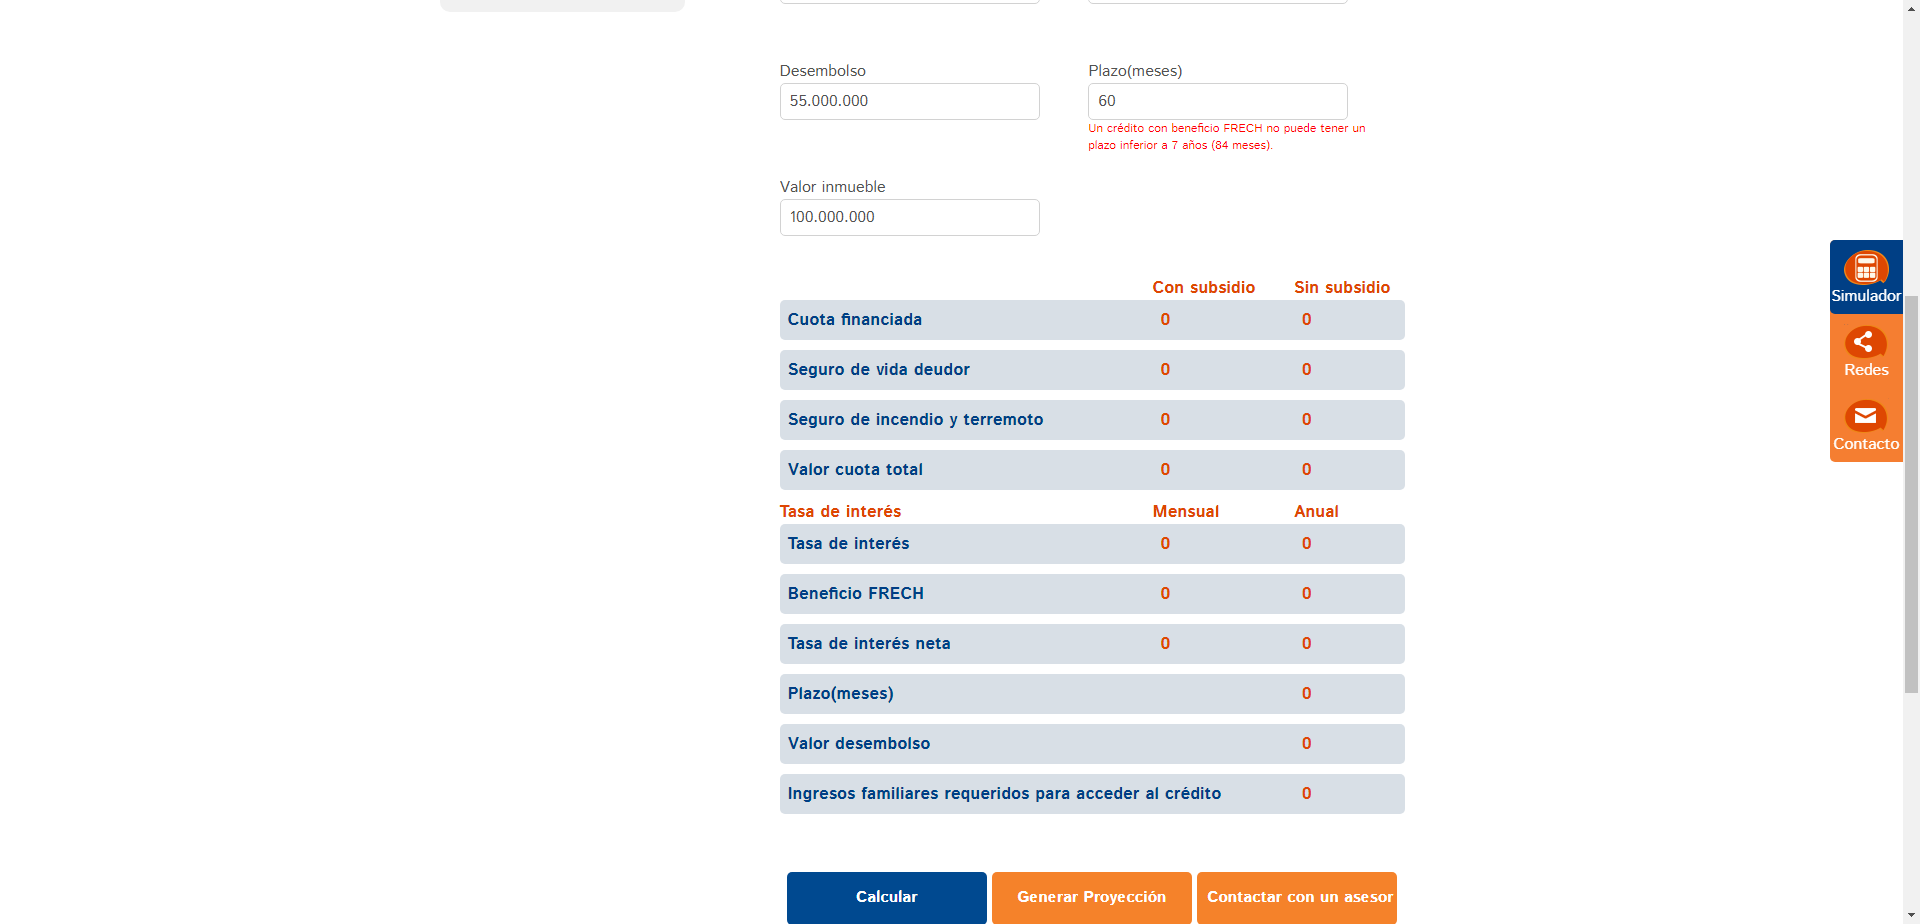 Desembolso
Plazo(meses)
55.000.000
60
Un crédito con beneficio FRECH no puede tener un
plazo inferior a 7 años (84 meses).
Valor inmueble
100.000.000
Con subsidio Sin subsidio
Cuota financiada 0 0
Seguro de vida deudor 0 0
Seguro de incendio y terremoto 0 0
Valor cuota total 0 0
Tasa de interés Mensual Anual
Tasa de interés 0 0
Beneficio FRECH 0 0
Tasa de interés neta 0 0
Plazo(meses) 0
Valor desembolso 0
Ingresos familiares requeridos para acceder al crédito 0
Calcular
Generar Proyección
Contactar con un asesor
Simulador
Redes
Contacto